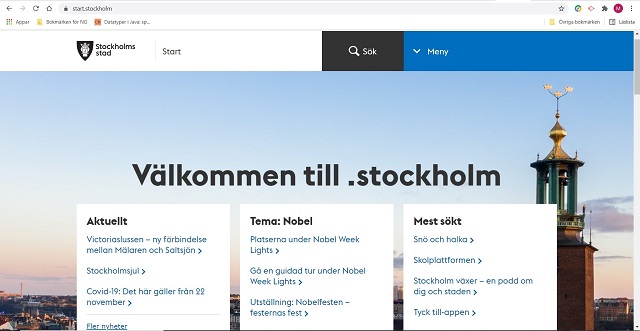 start.stockholm
Appar
Bokmärken för NG
Datatyper i Java: sp...
Övriga bokmärken
Läslista
Stockholms
stad
Start
Sök
Meny
Välkommen till .stockholm
Aktuellt
Victoriaslussen – ny färbindelse
mellan Mälaren och Saltsjön
Stockholmsjul
Covid-19: Det här gäller från 22
november
Fler nyheter
Tema: Nobel
Platserna under Nobel Week
Lights
Gå en guidad tur under Nobel
Week Lights
Utställning: Nobelfesten –
festernas fest
Mest sökt
Snö och halka
Skolplattformen
Stockholm växer – en podd om
dig och staden
Tyck till-appen
M